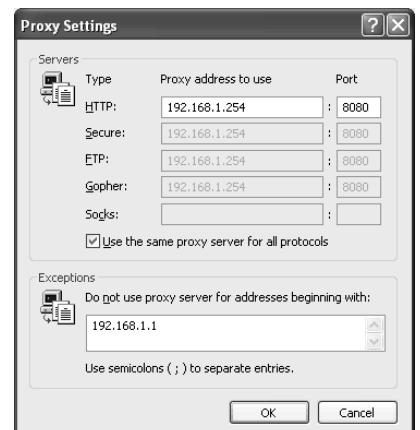 Proxy Settings
Servers
Type Proxy address to use Port
HTTP: 192.168.1.254 : 8080
Secure: 192.168.1.254 : 8080
FTP: 192.168.1.254 : 8080
Gopher: 192.168.1.254 : 8080
Socks: :
Use the same proxy server for all protocols
Exceptions
Do not use proxy server for addresses beginning with:
192.168.1.1
Use semicolons ( ; ) to separate entries.
OK Cancel